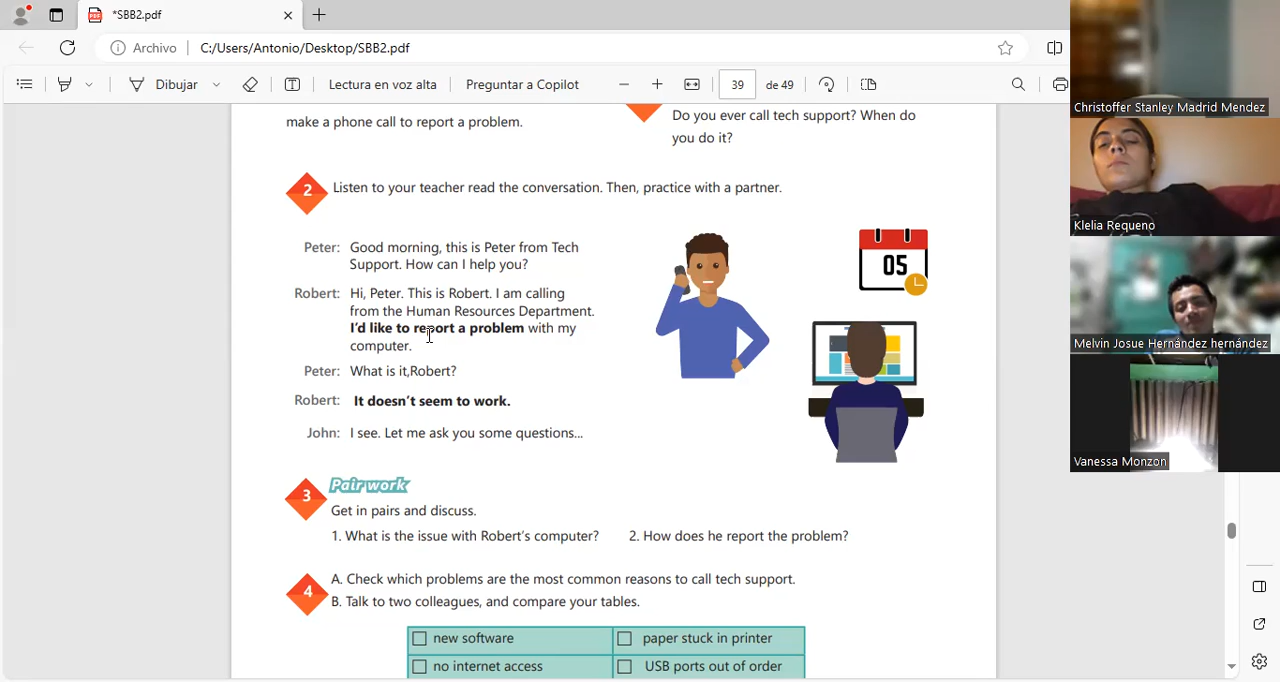 *SBB2.pdf
Archivo C:/Users/Antonio/Desktop/SBB2.pdf
Dibujar Lectura en voz alta Preguntar a Copilot 39 de 49
make a phone call to report a problem.
Do you ever call tech support? When do
you do it?
2 Listen to your teacher read the conversation. Then, practice with a partner.
Peter: Good morning, this is Peter from Tech
Support. How can I help you?
Robert: Hi, Peter. This is Robert. I am calling
from the Human Resources Department.
I'd like to report a problem with my
computer.
Peter: What is it,Robert?
Robert: It doesn't seem to work.
John: I see. Let me ask you some questions...
05
3 Pair work
Get in pairs and discuss.
1. What is the issue with Robert's computer? 2. How does he report the problem?
4 A. Check which problems are the most common reasons to call tech support.
B. Talk to two colleagues, and compare your tables.
new software paper stuck in printer
no internet access USB ports out of order
Christoffer Stanley Madrid Mendez
Klelia Requeno
Melvin Josue Hernández hernández
Vanessa Monzon